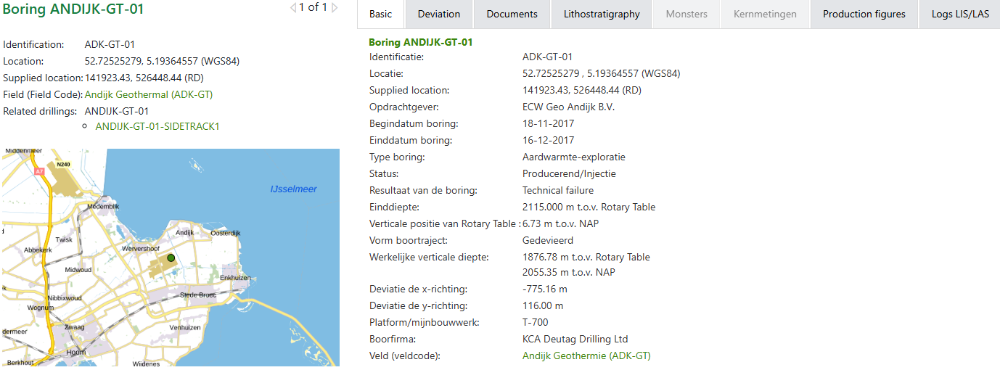 Boring ANDIJK-GT-01
1 of 1
Identification: ADK-GT-01
Location: 52.72525279, 5.19364557 (WGS84)
Supplied location: 141923.43, 526448.44 (RD)
Field (Field Code): Andijk Geothermal (ADK-GT)
Related drillings: ANDIJK-GT-01
ANDIJK-GT-01-SIDETRACK1
Middenmeer
N240
A7
IJsselmeer
Medemblik
Andijk
Oosterdijk
Twisk
Wervershoof
Abbekerk
Midwoud
Enkhuizen
Stede Broec
Nibbixwoud
Wognum
Zwaag
Venhuizen
dermeer
Hoorn
Berkhout
Wijdenes
Basic
Deviation
Documents
Lithostratigraphy
Monsters
Kernmetingen
Production figures
Logs LIS/LAS
Boring ANDIJK-GT-01
Identificatie: ADK-GT-01
Locatie: 52.72525279 , 5.19364557 (WGS84)
Supplied location: 141923.43, 526448.44 (RD)
Opdrachtgever: ECW Geo Andijk B.V.
Begindatum boring: 18-11-2017
Einddatum boring: 16-12-2017
Type boring: Aardwarmte-exploratie
Status: Producerend/Injectie
Resultaat van de boring: Technical failure
Einddiepte: 2115.000 m t.o.v. Rotary Table
Verticale positie van Rotary Table : 6.73 m t.o.v. NAP
Vorm boortraject: Gedevieerd
Werkelijke verticale diepte: 1876.78 m t.o.v. Rotary Table
2055.35 m t.o.v. NAP
Deviatie de x-richting: -775.16 m
Deviatie de y-richting: 116.00 m
Platform/mijnbouwwerk: T-700
Boorfirma: KCA Deutag Drilling Ltd
Veld (veldcode): Andijk Geothermie (ADK-GT)